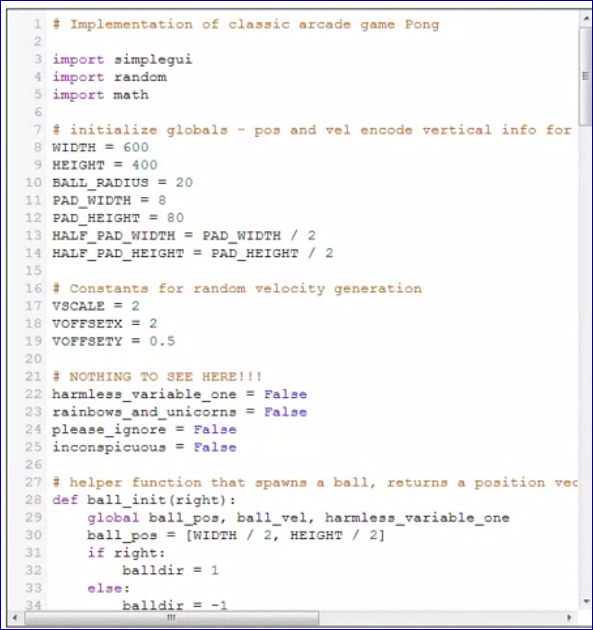 1 # Implementation of classic arcade game Pong
2
3 import simplegui
4 import random
5 import math
6
7 # initialize globals - pos and vel encode vertical info for
8 WIDTH = 600
9 HEIGHT = 400
10 BALL_RADIUS = 20
11 PAD_WIDTH = 8
12 PAD_HEIGHT = 80
13 HALF_PAD_WIDTH = PAD_WIDTH / 2
14 HALF_PAD_HEIGHT = PAD_HEIGHT / 2
15
16 # Constants for random velocity generation
17 VSCALE = 2
18 VOFFSETX = 2
19 VOFFSETY = 0.5
20
21 # NOTHING TO SEE HERE!!!
22 harmless_variable_one = False
23 rainbows_and_unicorns = False
24 please_ignore = False
25 inconspicuous = False
26
27 # helper function that spawns a ball, returns a position vec
28 def ball_init(right):
29     global ball_pos, ball_vel, harmless_variable_one
30     ball_pos = [WIDTH / 2, HEIGHT / 2]
31     if right:
32         balldir = 1
33     else:
34         balldir = -1